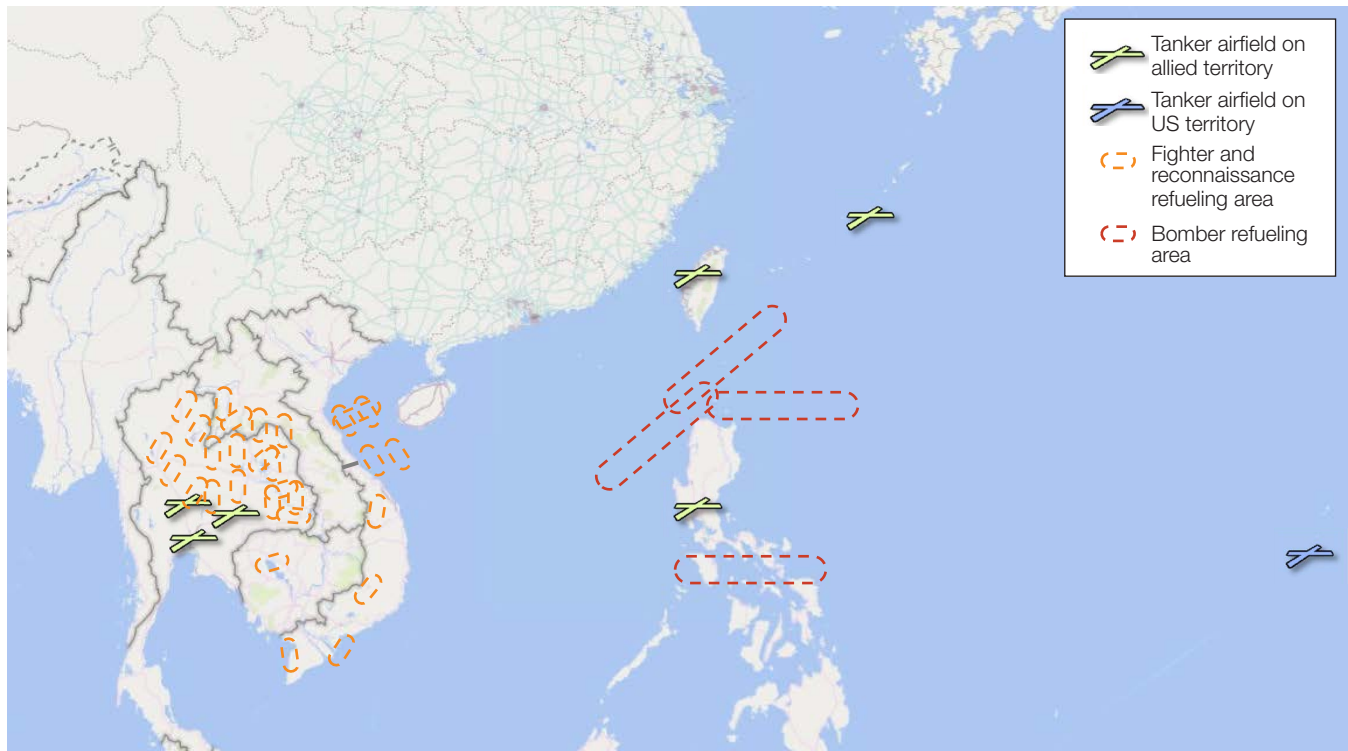 Tanker airfield on
allied territory
Tanker airfield on
US territory
Fighter and
reconnaissance
refueling area
Bomber refueling
area